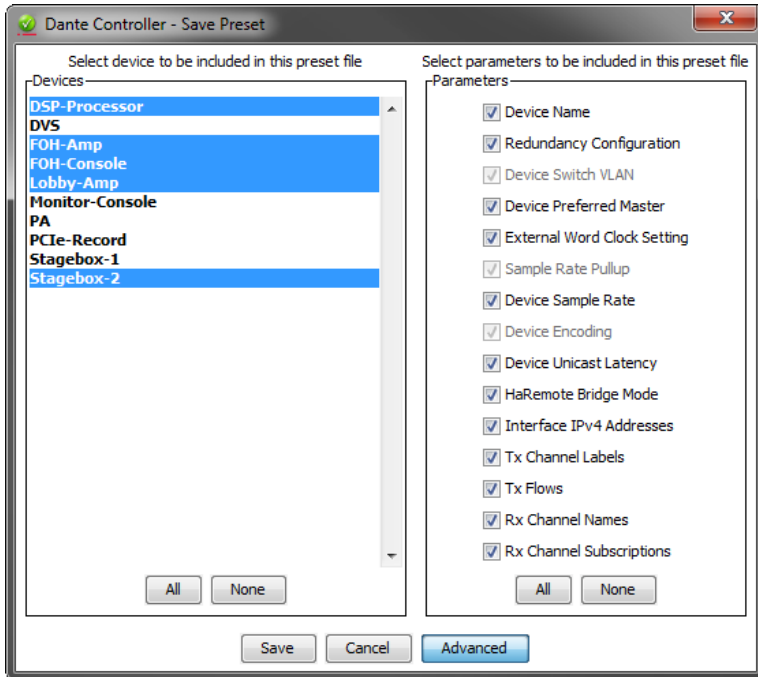 Dante Controller - Save Preset
Select device to be included in this preset file
Devices
DSP-Processor
DVS
FOH-Amp
FOH-Console
Lobby-Amp
Monitor-Console
PA
PCIe-Record
Stagebox-1
Stagebox-2
All None
Select parameters to be included in this preset file
Parameters
Device Name
Redundancy Configuration
Device Switch VLAN
Device Preferred Master
External Word Clock Setting
Sample Rate Pullup
Device Sample Rate
Device Encoding
Device Unicast Latency
HaRemote Bridge Mode
Interface IPv4 Addresses
Tx Channel Labels
Tx Flows
Rx Channel Names
Rx Channel Subscriptions
All None
Save Cancel Advanced